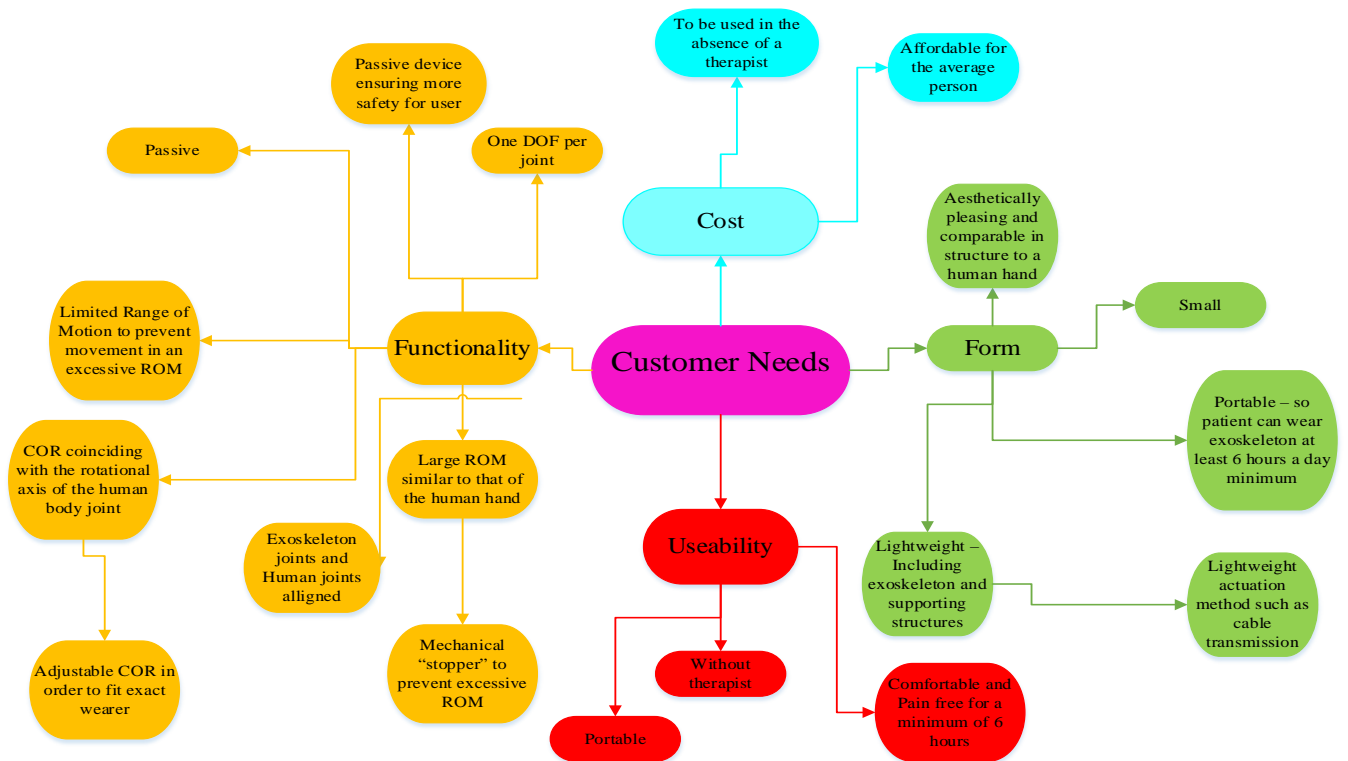 To be used in the
absence of a
therapist
Affordable for
the average
person
Passive device
ensuring more
safety for user
One DOF per
joint
Passive
Cost
Aesthetically
pleasing and
comparable in
structure to a
human hand
Small
Limited Range of
Motion to prevent
movement in an
excessive ROM
Functionality
Customer Needs
Form
Portable – so
patient can wear
exoskeleton at
least 6 hours a day
minimum
COR coinciding
with the rotational
axis of the human
body joint
Large ROM
similar to that of
the human hand
Exoskeleton
joints and
Human joints
alligned
Useability
Lightweight –
Including
exoskeleton and
supporting
structures
Lightweight
actuation
method such as
cable
transmission
Adjustable COR in
order to fit exact
wearer
Mechanical
“stopper” to
prevent excessive
ROM
Without
therapist
Comfortable and
Pain free for a
minimum of 6
hours
Portable